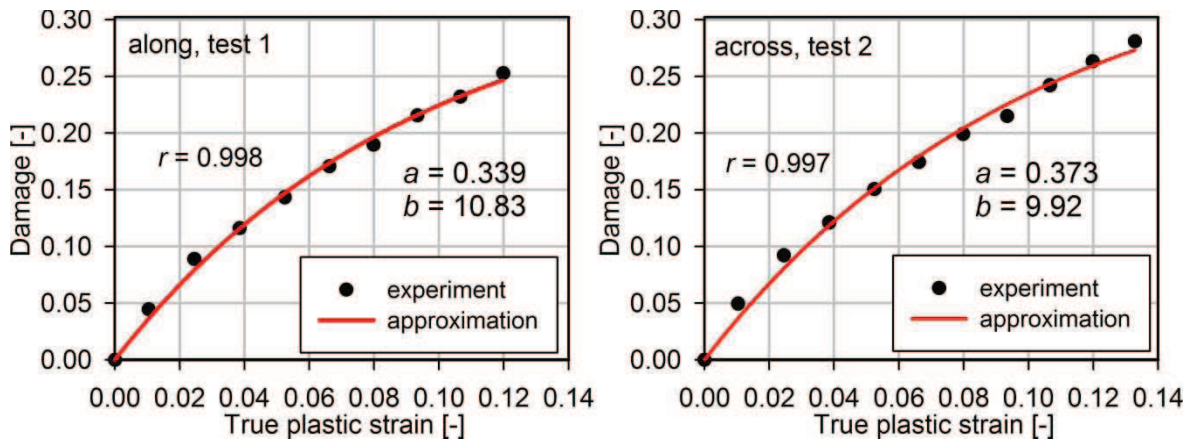 0.30
along, test 1
0.25
0.20
r = 0.998
a = 0.339
0.15
b = 10.83
0.10
0.05
experiment
approximation
0.00
0.00 0.02 0.04 0.06 0.08 0.10 0.12 0.14
True plastic strain [-]
Damage [-]
0.30
across, test 2
0.25
0.20
r = 0.997
a = 0.373
0.15
b = 9.92
0.10
0.05
experiment
approximation
0.00
0.00 0.02 0.04 0.06 0.08 0.10 0.12 0.14
True plastic strain [-]
Damage [-]